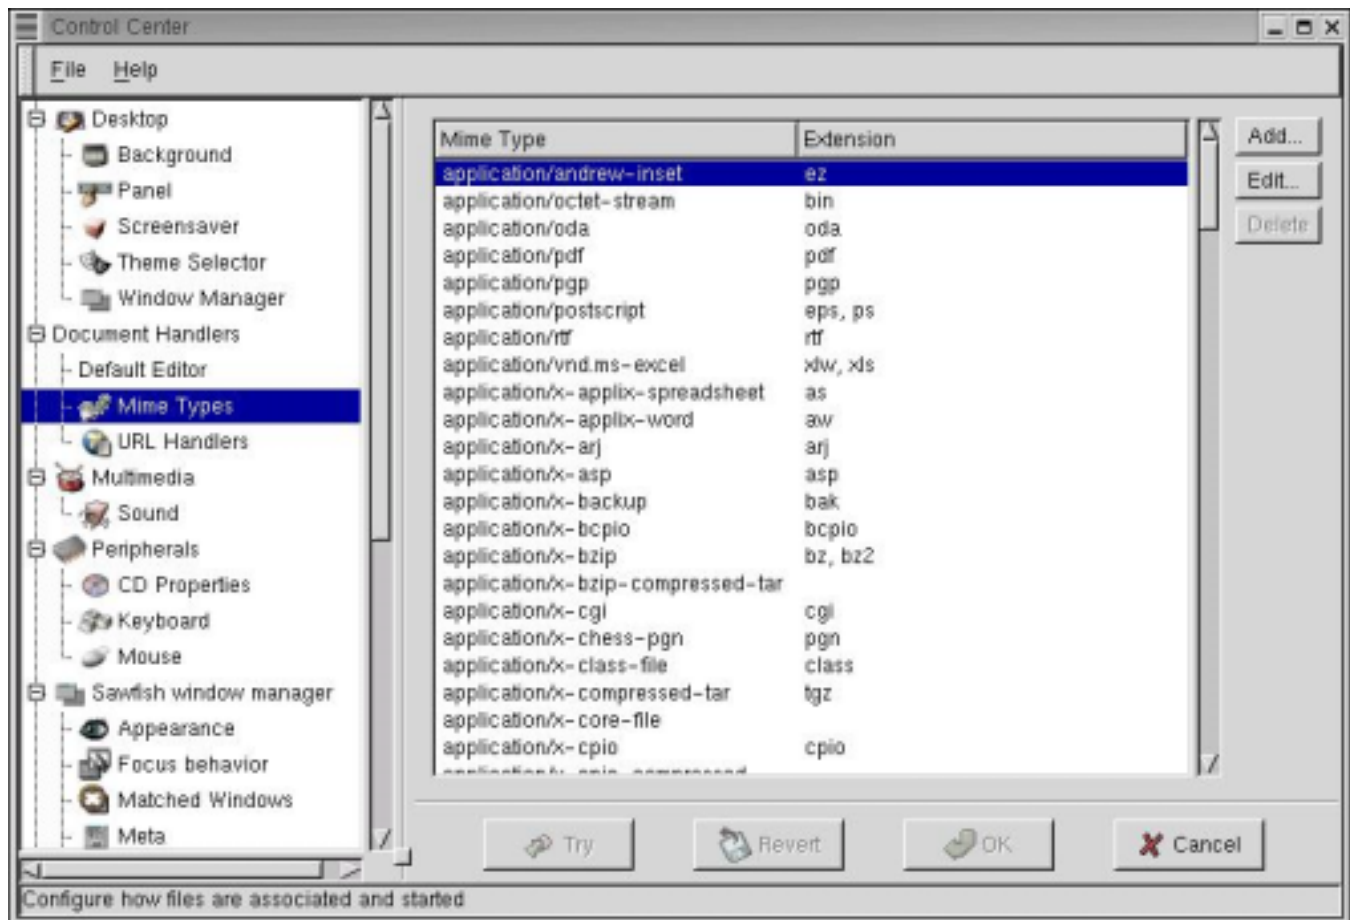 Control Center
File Help
Desktop
Background
Panel
Screensaver
Theme Selector
Window Manager
Document Handlers
Default Editor
Mime Types
URL Handlers
Multimedia
Sound
Peripherals
CD Properties
Keyboard
Mouse
Sawfish window manager
Appearance
Focus behavior
Matched Windows
Meta
Mime Type Extension
application/andrew-inset ez
application/octet-stream bin
application/oda oda
application/pdf pdf
application/pgp pgp
application/postscript eps, ps
application/rtf rtf
application/vnd.ms-excel xlw, xls
application/x-applix-spreadsheet as
application/x-applix-word aw
application/x-arj arj
application/x-asp asp
application/x-backup bak
application/x-bcpio bcpio
application/x-bzip bz, bz2
application/x-bzip-compressed-tar
application/x-cgi cgi
application/x-chess-pgn pgn
application/x-class-file class
application/x-compressed-tar tgz
application/x-core-file
application/x-cpio cpio
Add...
Edit...
Delete
Try Revert OK Cancel
Configure how files are associated and started